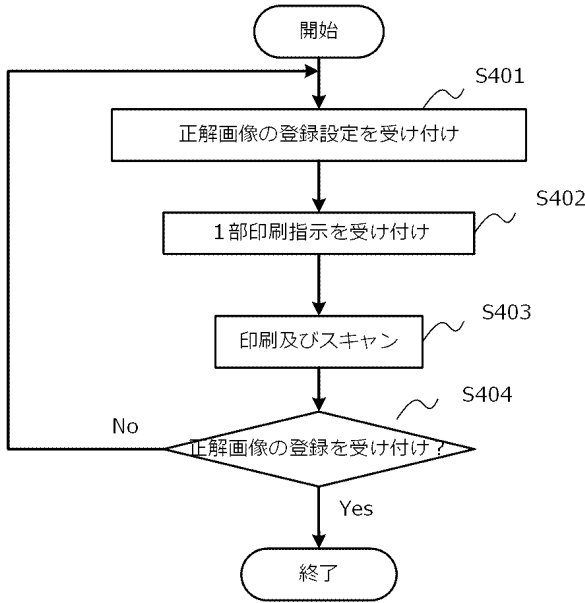 開始
S401
正解画像の登録設定を受け付け
S402
1部印刷指示を受け付け
S403
印刷及びスキャン
S404
No
正解画像の登録を受け付け?
Yes
終了